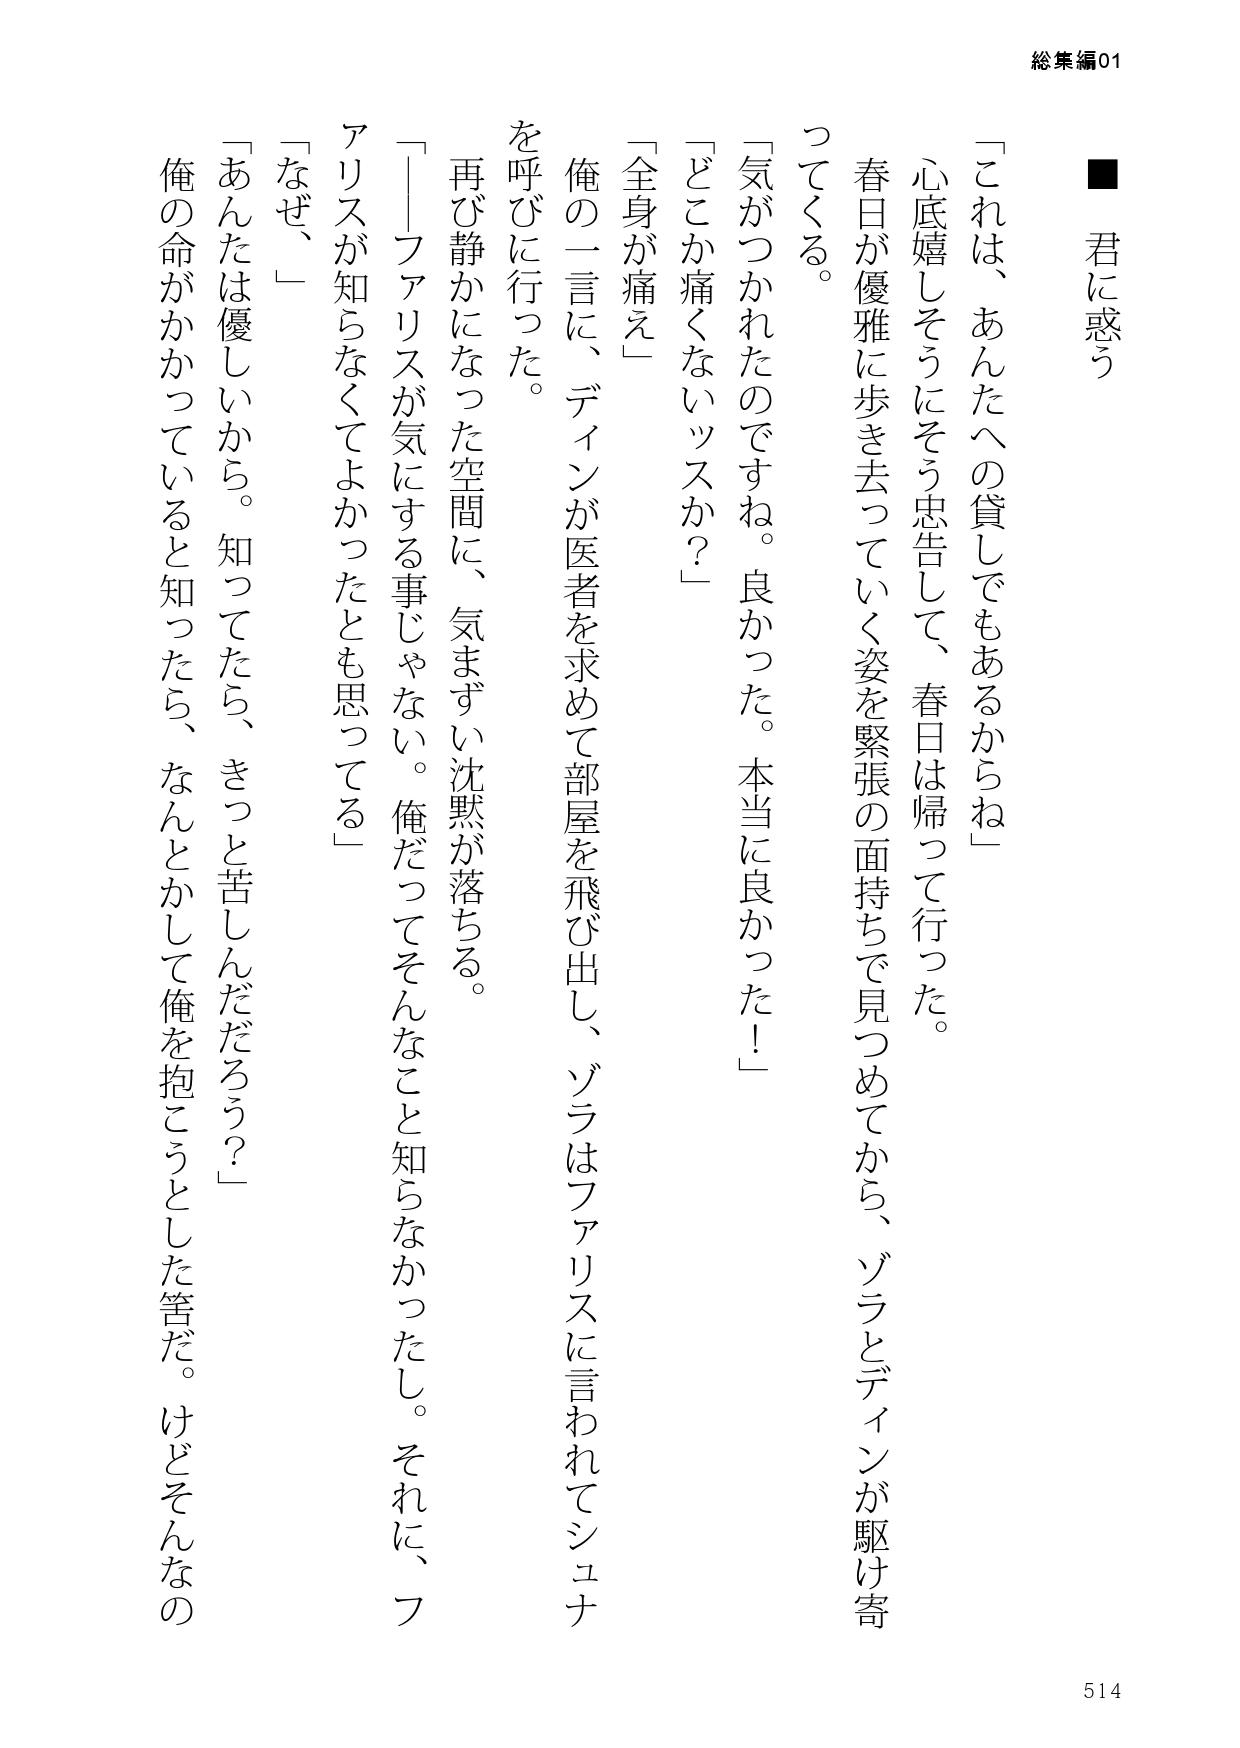 総集編01
■　君に惑う
「これは、あんたへの貸しでもあるからね」
　心底嬉しそうにそう忠告して、春日は帰って行った。
　春日が優雅に歩き去っていく姿を緊張の面持ちで見つめてから、ゾラとディンが駆け寄
ってくる。
「気がつかれたのですね。良かった。本当に良かった！」
「どこか痛くないッスか？」
「全身が痛え」
　俺の一言に、ディンが医者を求めて部屋を飛び出し、ゾラはファリスに言われてシュナ
を呼びに行った。
　再び静かになった空間に、気まずい沈黙が落ちる。
「――ファリスが気にする事じゃない。俺だってそんなこと知らなかったし。それに、フ
ァリスが知らなくてよかったとも思ってる」
「なぜ、」
「あんたは優しいから。知ってたら、きっと苦しんだだろう？」
　俺の命がかかっていると知ったら、なんとかして俺を抱こうとした筈だ。けどそんなの
514